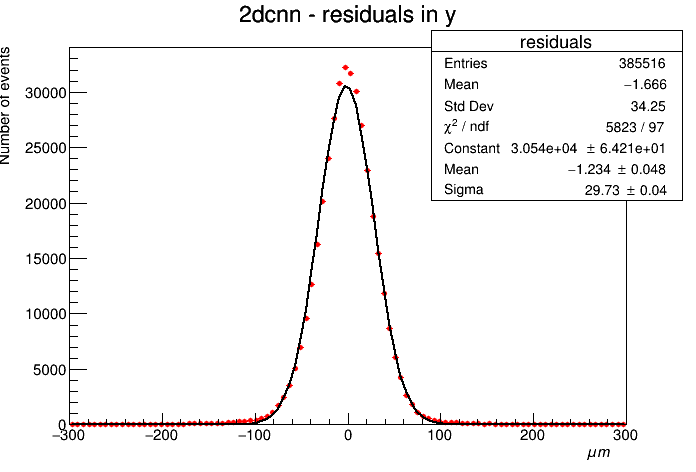 2dcnn - residuals in y
Number of events
residuals
Entries 385516
Mean −1.666
Std Dev 34.25
χ² / ndf 5823 / 97
Constant 3.054e+04 ± 6.421e+01
Mean −1.234 ± 0.048
Sigma 29.73 ± 0.04
30000
25000
20000
15000
10000
5000
0
−300 −200 −100 0 100 200 300
μm